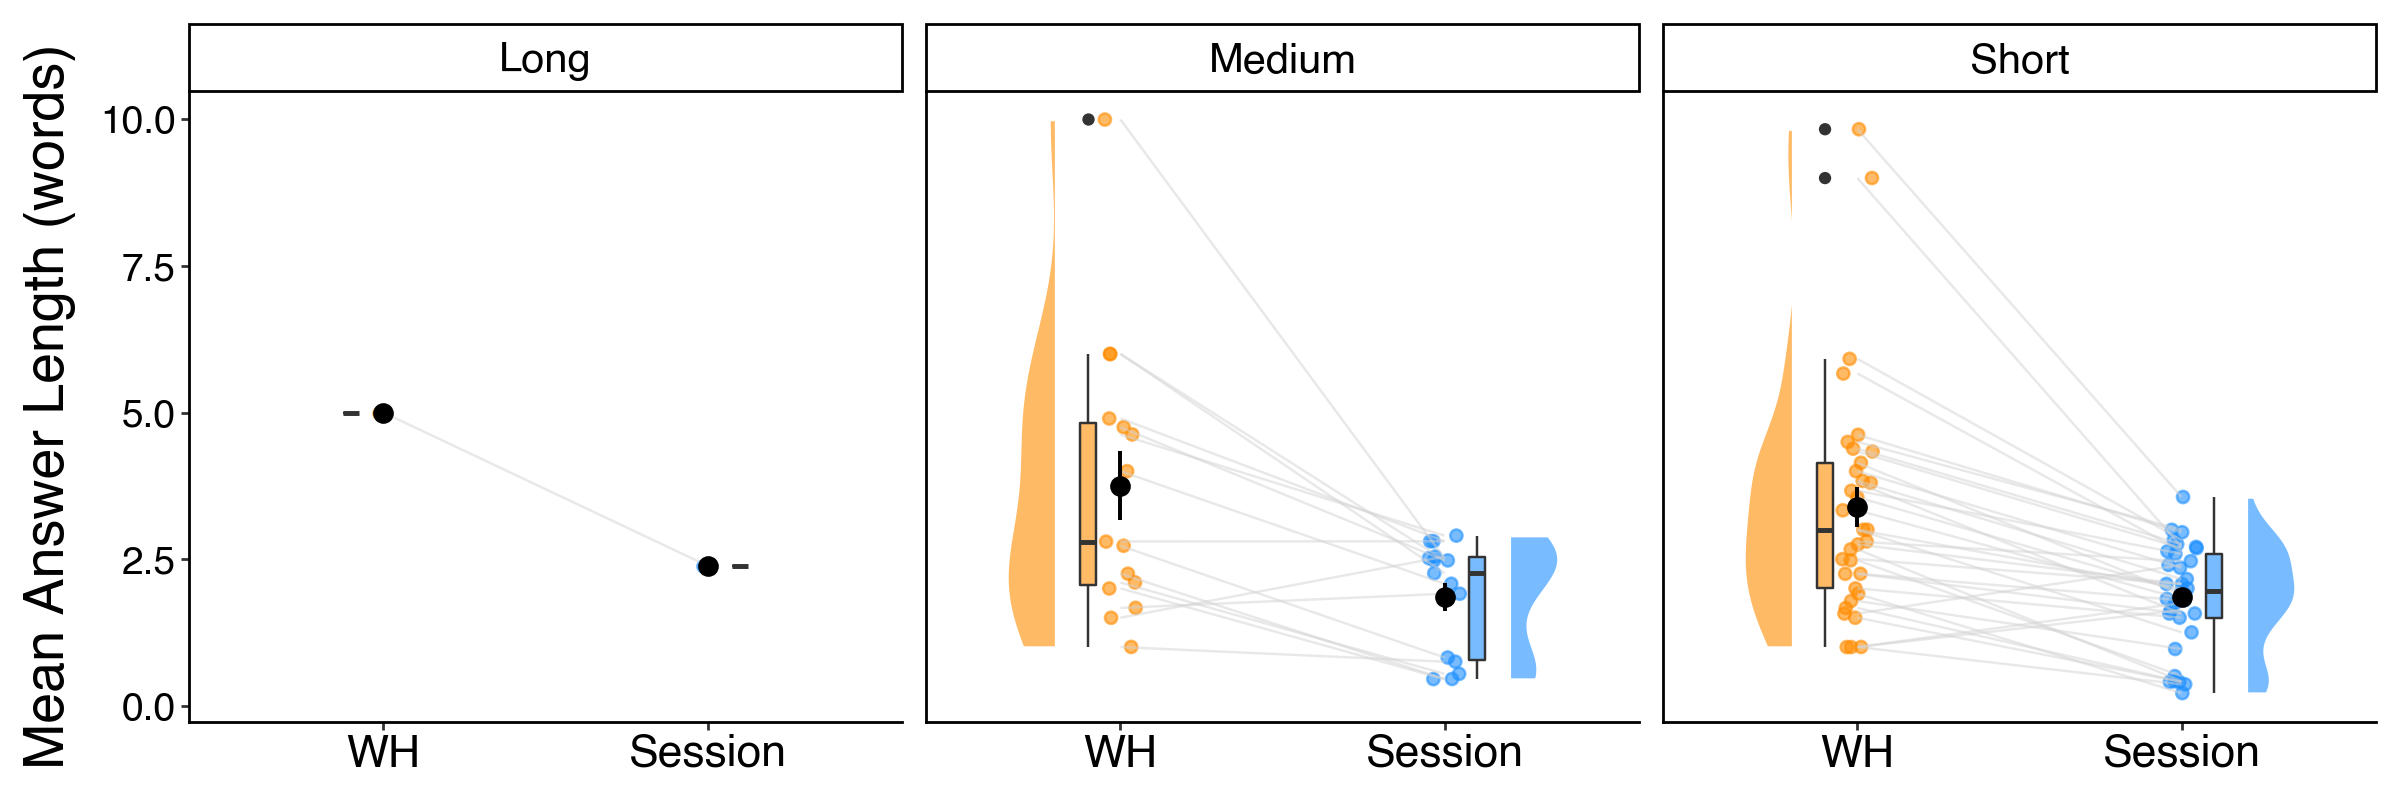 Long
Medium
Short
Mean Answer Length (words)
10.0
7.5
5.0
2.5
0.0
WH
Session
WH
Session
WH
Session